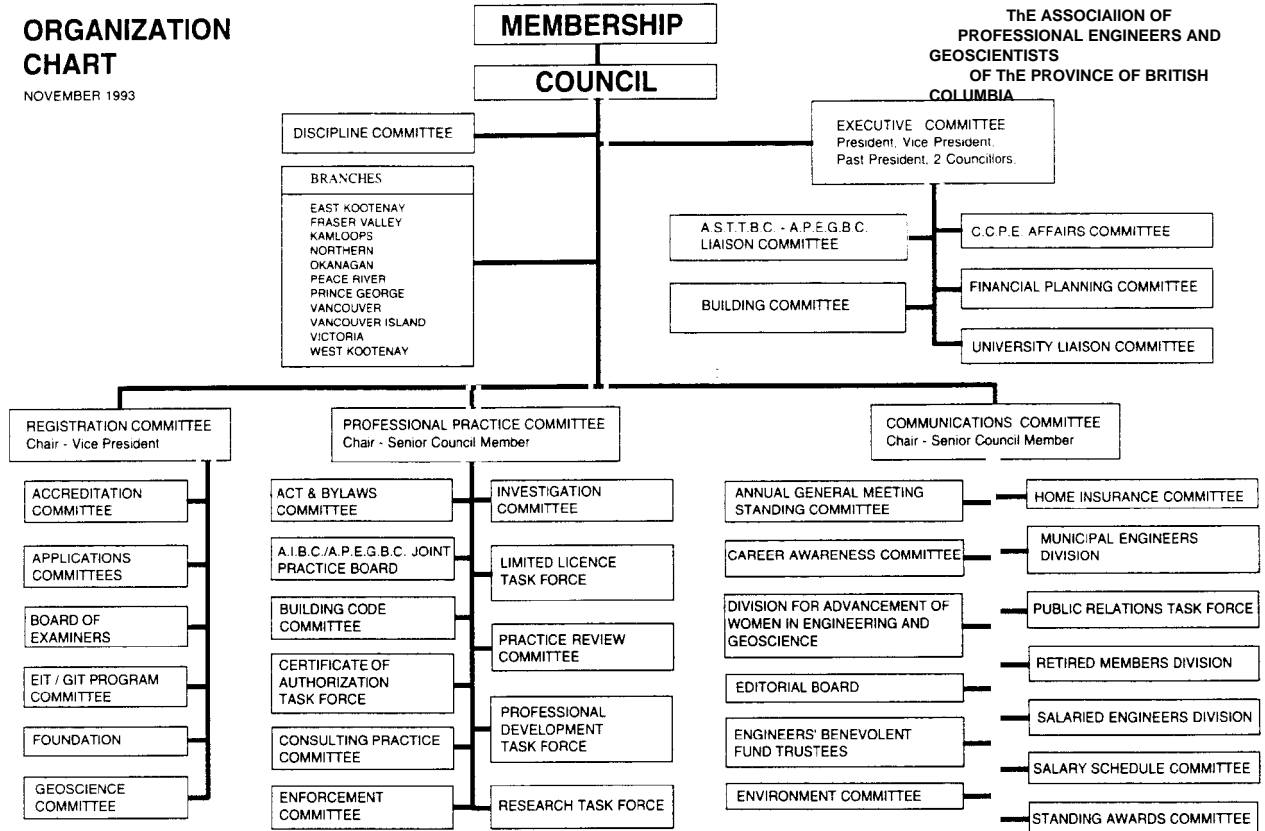 ORGANIZATION
CHART
NOVEMBER 1993
MEMBERSHIP
COUNCIL
ThE ASSOCIAIION OF
PROFESSIONAL ENGINEERS AND
GEOSCIENTISTS
OF ThE PROVINCE OF BRITISH
COLUMBIA
DISCIPLINE COMMITTEE
EXECUTIVE COMMITTEE
President, Vice President,
Past President, 2 Councillors,
BRANCHES
EAST KOOTENAY
FRASER VALLEY
KAMLOOPS
NORTHERN
OKANAGAN
PEACE RIVER
PRINCE GEORGE
VANCOUVER
VANCOUVER ISLAND
VICTORIA
WEST KOOTENAY
A.S.T.T.B.C. - A.P.E.G.B.C.
LIAISON COMMITTEE
C.C.P.E. AFFAIRS COMMITTEE
BUILDING COMMITTEE
FINANCIAL PLANNING COMMITTEE
UNIVERSITY LIAISON COMMITTEE
REGISTRATION COMMITTEE
Chair - Vice President
ACCREDITATION
COMMITTEE
APPLICATIONS
COMMITTEES
BOARD OF
EXAMINERS
EIT / GIT PROGRAM
COMMITTEE
FOUNDATION
GEOSCIENCE
COMMITTEE
PROFESSIONAL PRACTICE COMMITTEE
Chair - Senior Council Member
ACT & BYLAWS
COMMITTEE
A.I.B.C./A.P.E.G.B.C. JOINT
PRACTICE BOARD
BUILDING CODE
COMMITTEE
CERTIFICATE OF
AUTHORIZATION
TASK FORCE
CONSULTING PRACTICE
COMMITTEE
ENFORCEMENT
COMMITTEE
INVESTIGATION
COMMITTEE
LIMITED LICENCE
TASK FORCE
PRACTICE REVIEW
COMMITTEE
PROFESSIONAL
DEVELOPMENT
TASK FORCE
RESEARCH TASK FORCE
COMMUNICATIONS COMMITTEE
Chair - Senior Council Member
ANNUAL GENERAL MEETING
STANDING COMMITTEE
CAREER AWARENESS COMMITTEE
DIVISION FOR ADVANCEMENT OF
WOMEN IN ENGINEERING AND
GEOSCIENCE
EDITORIAL BOARD
ENGINEERS' BENEVOLENT
FUND TRUSTEES
ENVIRONMENT COMMITTEE
HOME INSURANCE COMMITTEE
MUNICIPAL ENGINEERS
DIVISION
PUBLIC RELATIONS TASK FORCE
RETIRED MEMBERS DIVISION
SALARIED ENGINEERS DIVISION
SALARY SCHEDULE COMMITTEE
STANDING AWARDS COMMITTEE